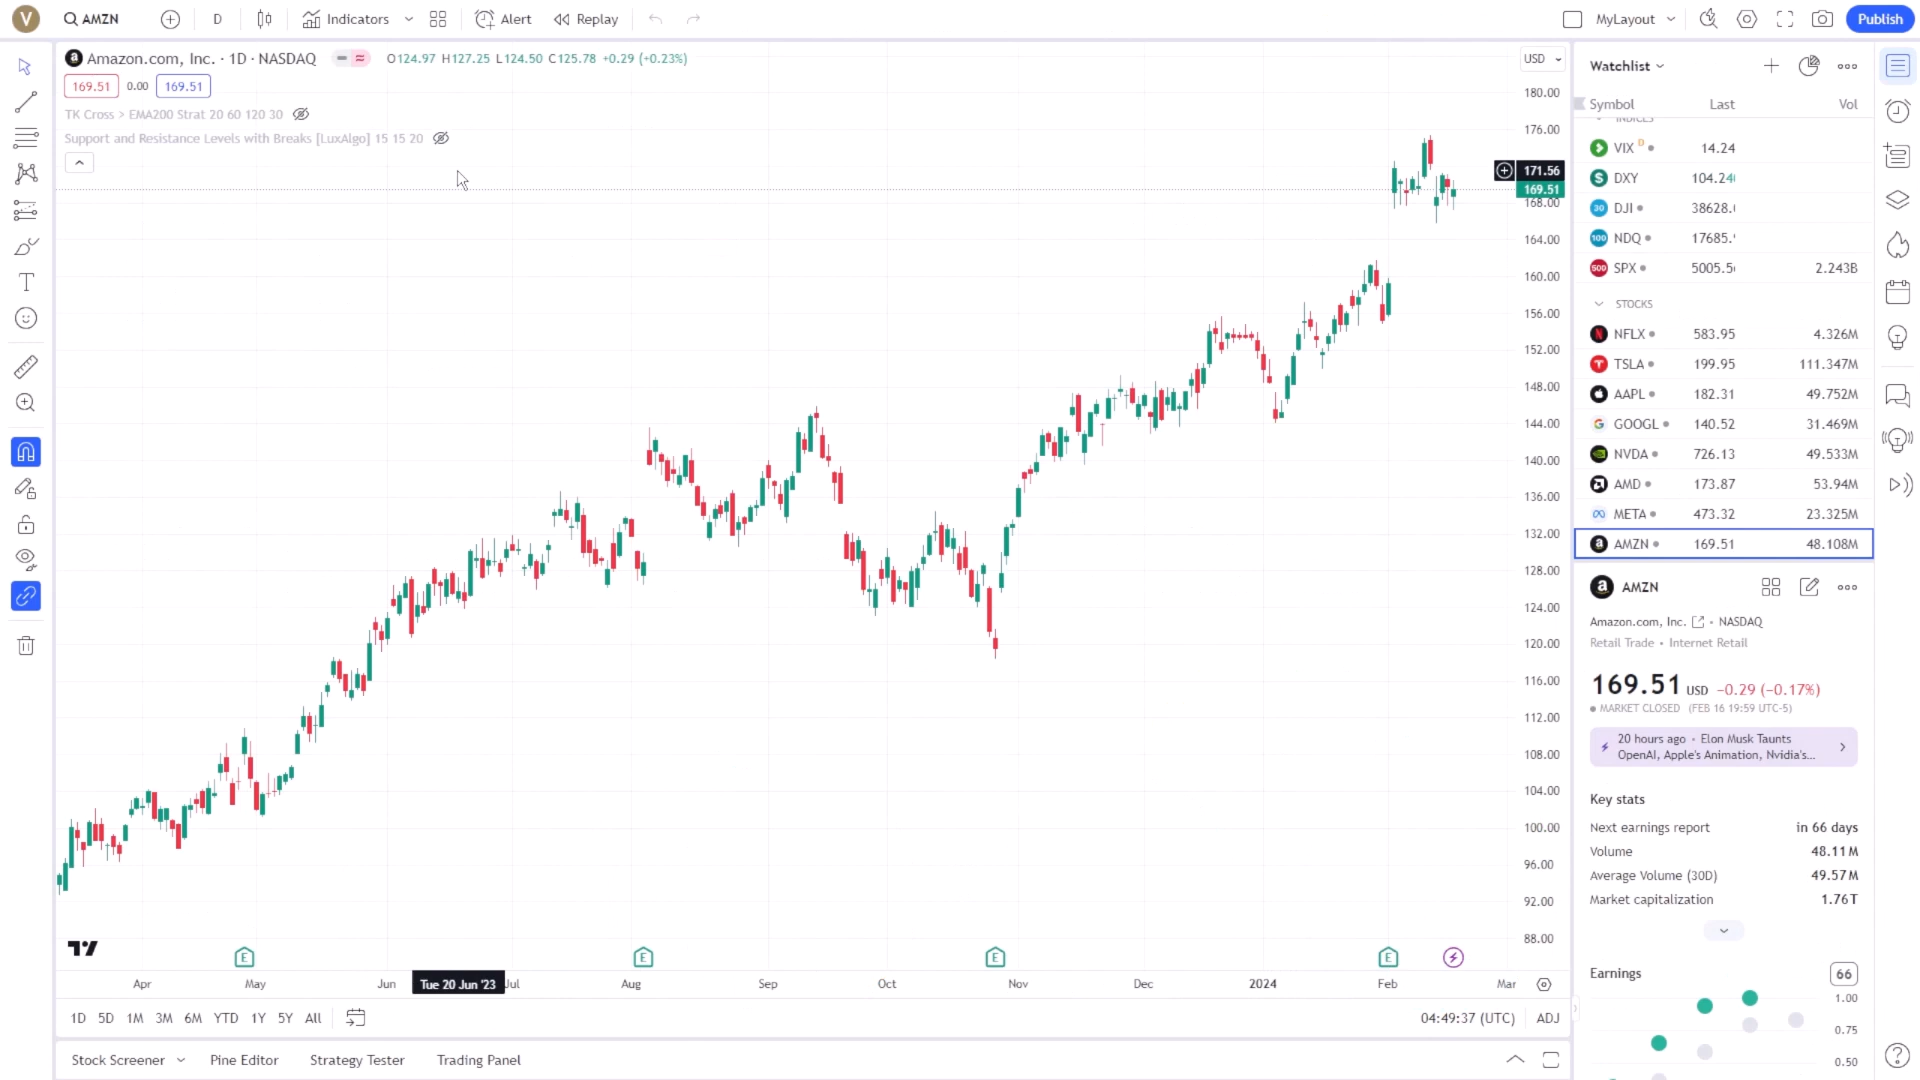 V
AMZN
D
Indicators
Alert
Replay
MyLayout
Publish
Amazon.com, Inc. · 1D · NASDAQ
O124.97 H127.25 L124.50 C125.78 +0.29 (+0.23%)
169.51 0.00 169.51
TK Cross > EMA200 Strat 20 60 120 30
Support and Resistance Levels with Breaks [LuxAlgo] 15 15 20
USD
180.00
176.00
171.56
169.51
168.00
164.00
160.00
156.00
152.00
148.00
144.00
140.00
136.00
132.00
128.00
124.00
120.00
116.00
112.00
108.00
104.00
100.00
96.00
92.00
88.00
E E E E
Apr May Jun Tue 20 Jun '23 Jul Aug Sep Oct Nov Dec 2024 Feb Mar
1D 5D 1M 3M 6M YTD 1Y 5Y All
04:49:37 (UTC) ADJ
Stock Screener Pine Editor Strategy Tester Trading Panel
Watchlist
Symbol Last Vol
INDICES
VIX D 14.24
DXY 104.24
30 DJI 38628.
100 NDQ 17685.
500 SPX 5005.5 2.243B
STOCKS
NFLX 583.95 4.326M
TSLA 199.95 111.347M
AAPL 182.31 49.752M
GOOGL 140.52 31.469M
NVDA 726.13 49.533M
AMD 173.87 53.94M
META 473.32 23.325M
AMZN 169.51 48.108M
AMZN
Amazon.com, Inc. • NASDAQ
Retail Trade • Internet Retail
169.51 USD −0.29 (−0.17%)
MARKET CLOSED (FEB 16 19:59 UTC-5)
20 hours ago • Elon Musk Taunts
OpenAI, Apple's Animation, Nvidia's...
Key stats
Next earnings report in 66 days
Volume 48.11M
Average Volume (30D) 49.57M
Market capitalization 1.76T
Earnings 66
1.00
0.75
0.50